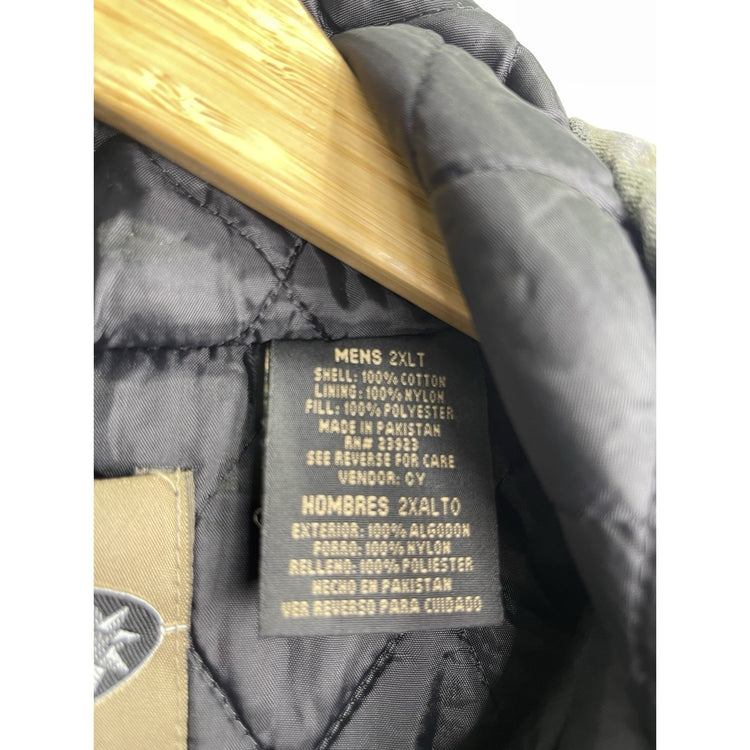 MENS 2XLT
SHELL: 100% COTTON
LINING: 100% NYLON
FILL: 100% POLYESTER
MADE IN PAKISTAN
RN# 23923
SEE REVERSE FOR CARE
VENDOR: CY
HOMBRES 2XALTO
EXTERIOR: 100% ALGODON
FORRO: 100% NYLON
RELLENO: 100% POLIESTER
HECHO EN PAKISTAN
VER REVERSO PARA CUIDADO